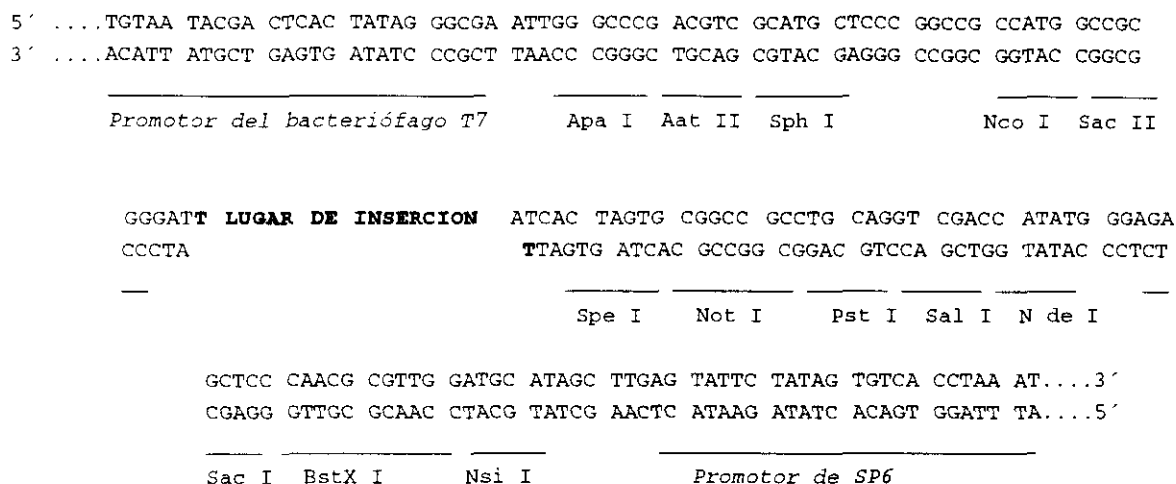 5´ ....TGTAA TACGA CTCAC TATAG GGCGA ATTGG GCCCG ACGTC GCATG CTCCC GGCCG CCATG GCCGC
3´ ....ACATT ATGCT GAGTG ATATC CCGCT TAACC CGGGC TGCAG CGTAC GAGGG CCGGC GGTAC CGGCG
Promotor del bacteriófago T7 Apa I Aat II Sph I Nco I Sac II
GGGATT LUGAR DE INSERCION ATCAC TAGTG CGGCC GCCTG CAGGT CGACC ATATG GGAGA
CCCTA TTAGTG ATCAC GCCGG CGGAC GTCCA GCTGG TATAC CCTCT
Spe I Not I Pst I Sal I N de I
GCTCC CAACG CGTTG GATGC ATAGC TTGAG TATTC TATAG TGTCA CCTAA AT....3´
CGAGG GTTGC GCAAC CTACG TATCG AACTC ATAAG ATATC ACAGT GGATT TA....5´
Sac I BstX I Nsi I Promotor de SP6